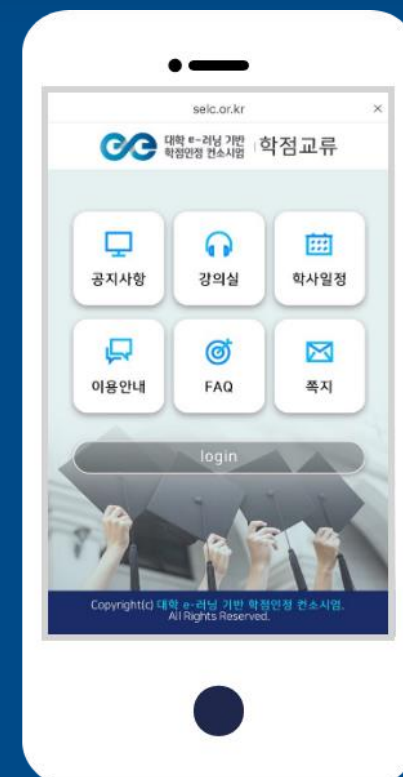 seic.or.kr ×
대학 e-러닝 기반
학점인정 컨소시엄
학점교류
공지사항 강의실 학사일정
이용안내 FAQ 쪽지
login
Copyright(c) 대학 e-러닝 기반 학점인정 컨소시엄.
All Rights Reserved.